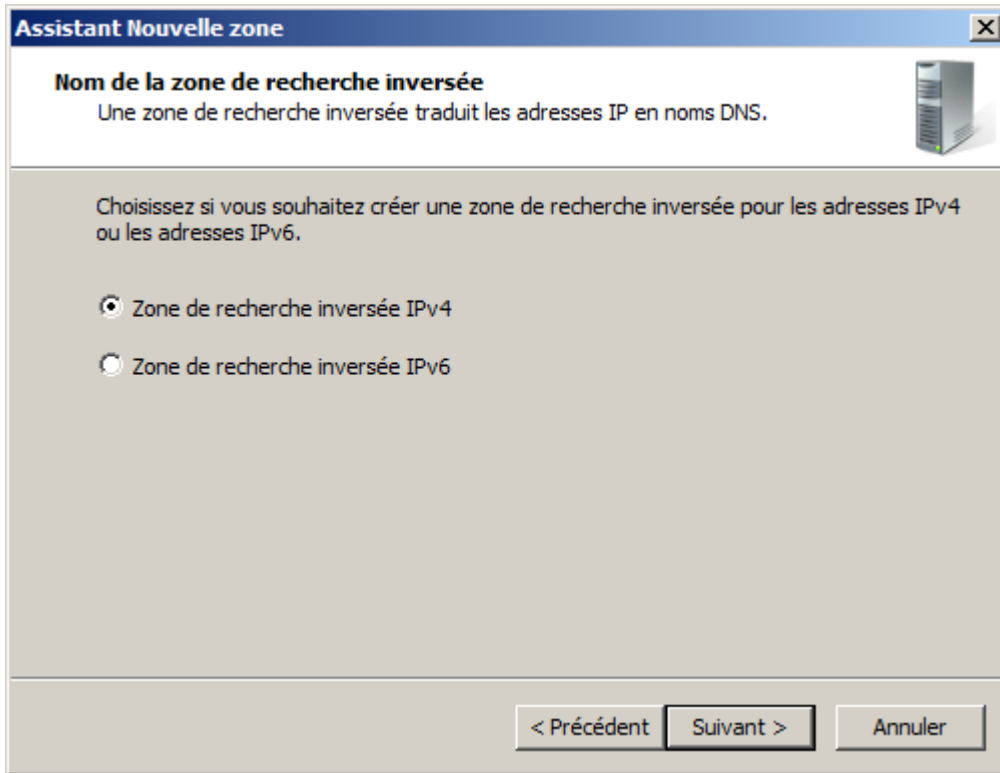 Assistant Nouvelle zone
Nom de la zone de recherche inversée
Une zone de recherche inversée traduit les adresses IP en noms DNS.
Choisissez si vous souhaitez créer une zone de recherche inversée pour les adresses IPv4
ou les adresses IPv6.
Zone de recherche inversée IPv4
Zone de recherche inversée IPv6
< Précédent Suivant > Annuler